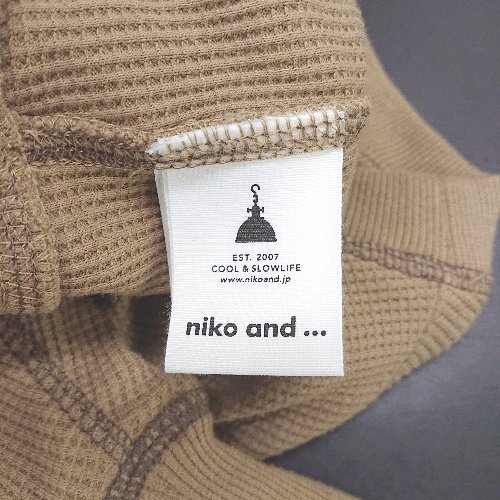 EST. 2007
COOL & SLOWLIFE
www.nikoand.jp
niko and ...